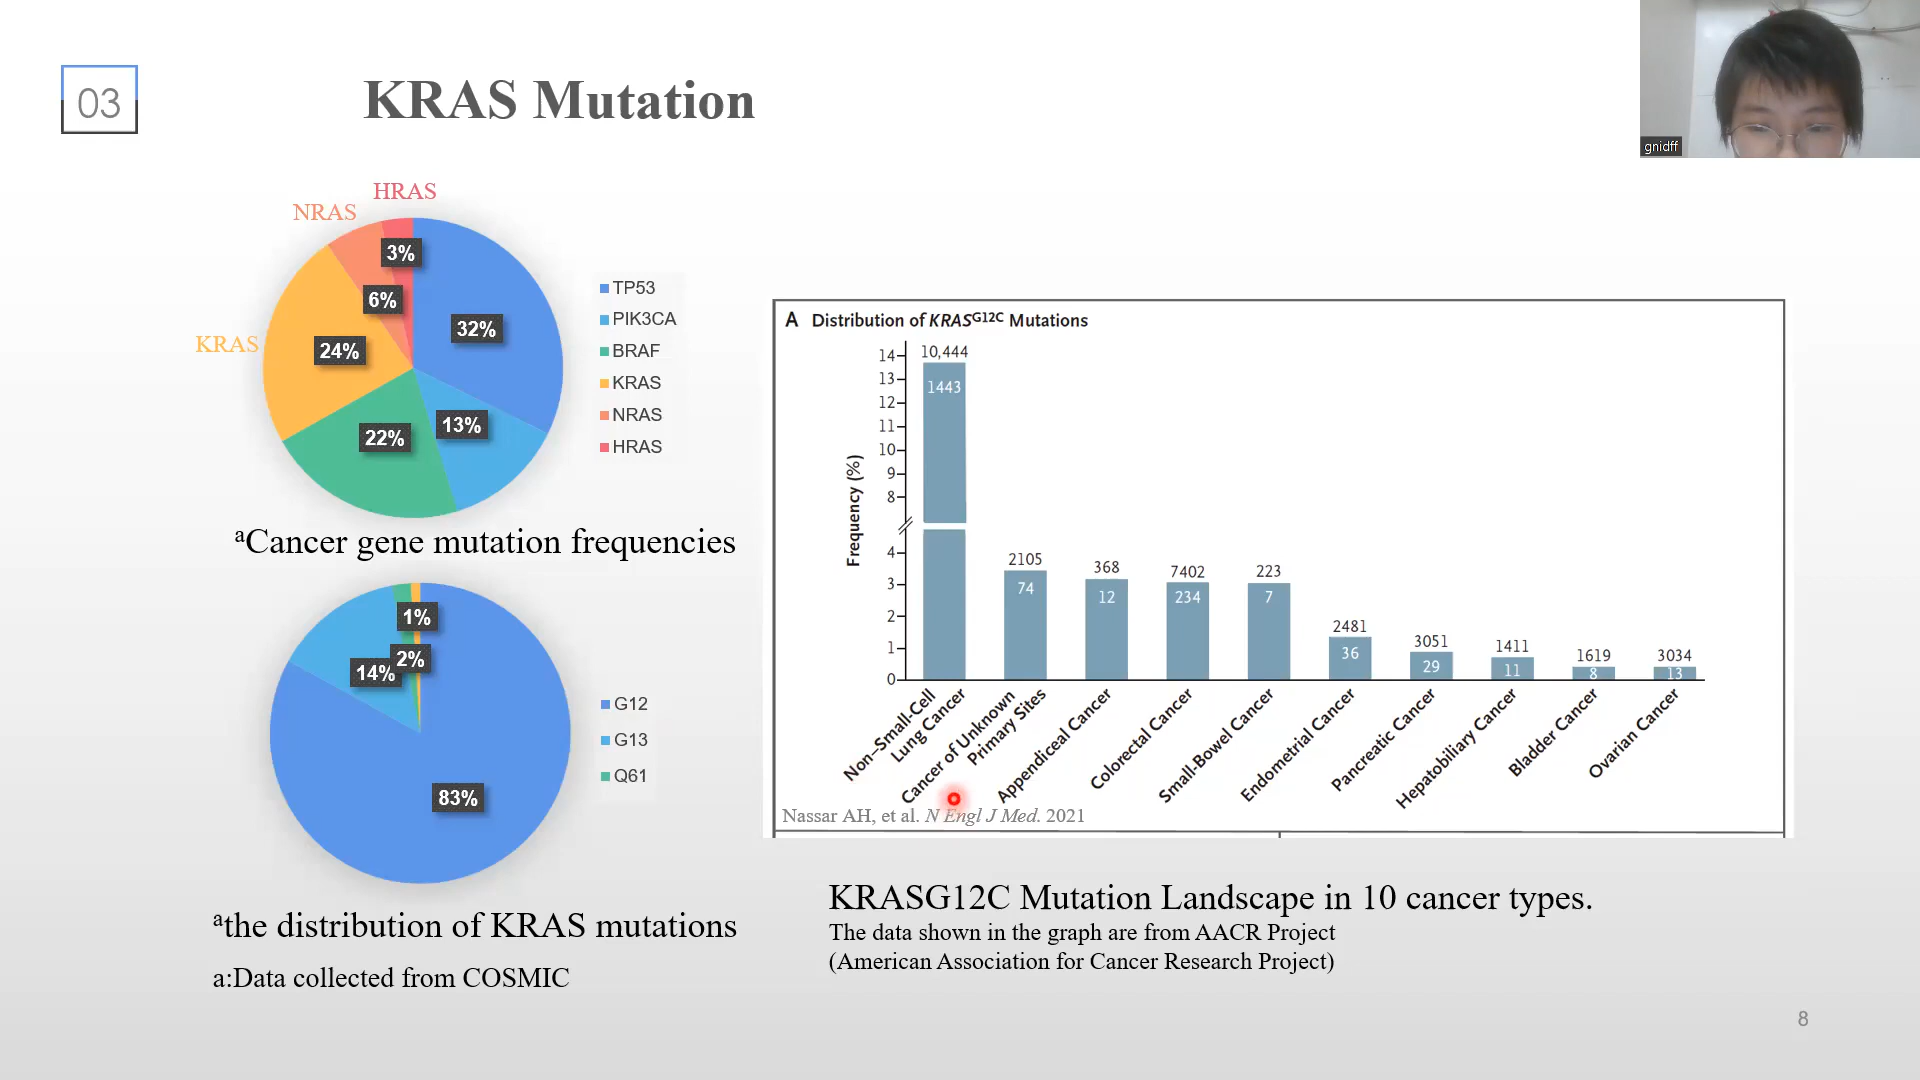 03
KRAS Mutation
gnidff
HRAS
NRAS
KRAS
3%
6%
32%
24%
13%
22%
TP53
PIK3CA
BRAF
KRAS
NRAS
HRAS
ᵃCancer gene mutation frequencies
1%
2%
14%
83%
G12
G13
Q61
ᵃthe distribution of KRAS mutations
a:Data collected from COSMIC
A Distribution of KRASG12C Mutations
Frequency (%)
14
13
12
11
10
9
8
4
3
2
1
0
10,444
1443
2105
74
368
12
7402
234
223
7
2481
36
3051
29
1411
11
1619
8
3034
13
Non–Small-Cell
Lung Cancer
Cancer of Unknown
Primary Sites
Appendiceal Cancer
Colorectal Cancer
Small-Bowel Cancer
Endometrial Cancer
Pancreatic Cancer
Hepatobiliary Cancer
Bladder Cancer
Ovarian Cancer
Nassar AH, et al. N Engl J Med. 2021
KRASG12C Mutation Landscape in 10 cancer types.
The data shown in the graph are from AACR Project
(American Association for Cancer Research Project)
8